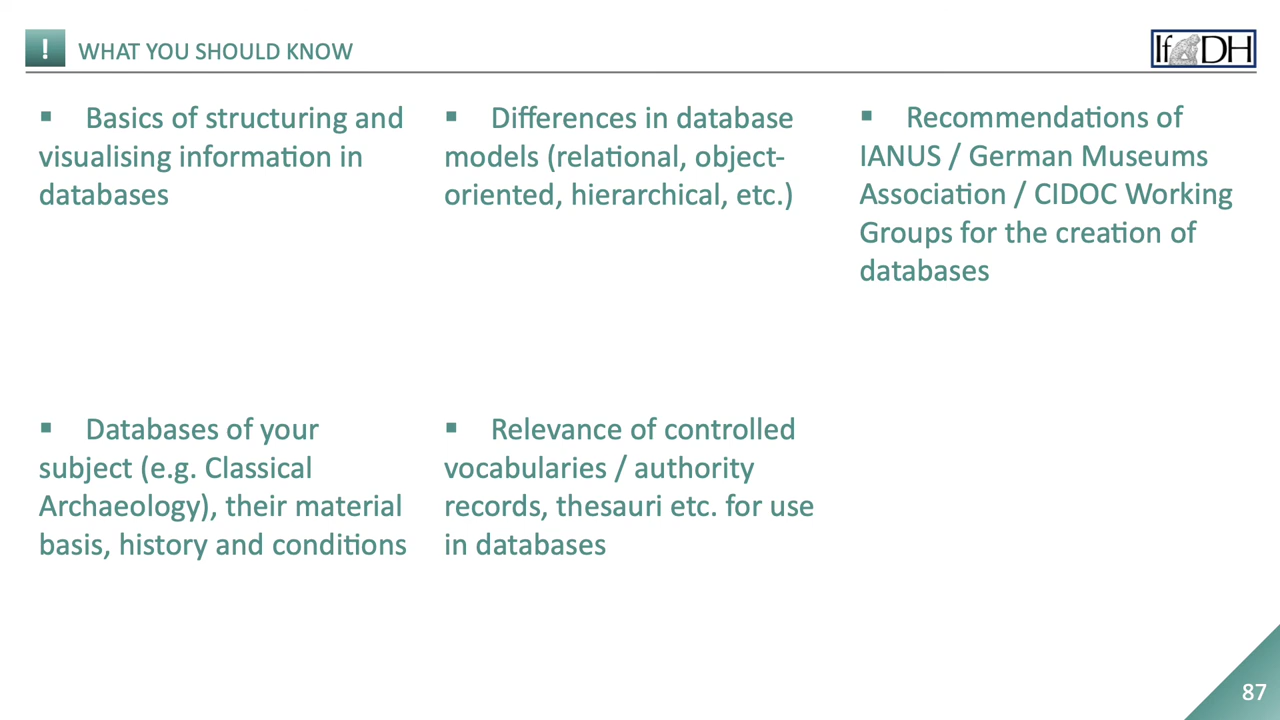 ! WHAT YOU SHOULD KNOW
IfDH
▪ Basics of structuring and
visualising information in
databases
▪ Differences in database
models (relational, object-
oriented, hierarchical, etc.)
▪ Recommendations of
IANUS / German Museums
Association / CIDOC Working
Groups for the creation of
databases
▪ Databases of your
subject (e.g. Classical
Archaeology), their material
basis, history and conditions
▪ Relevance of controlled
vocabularies / authority
records, thesauri etc. for use
in databases
87